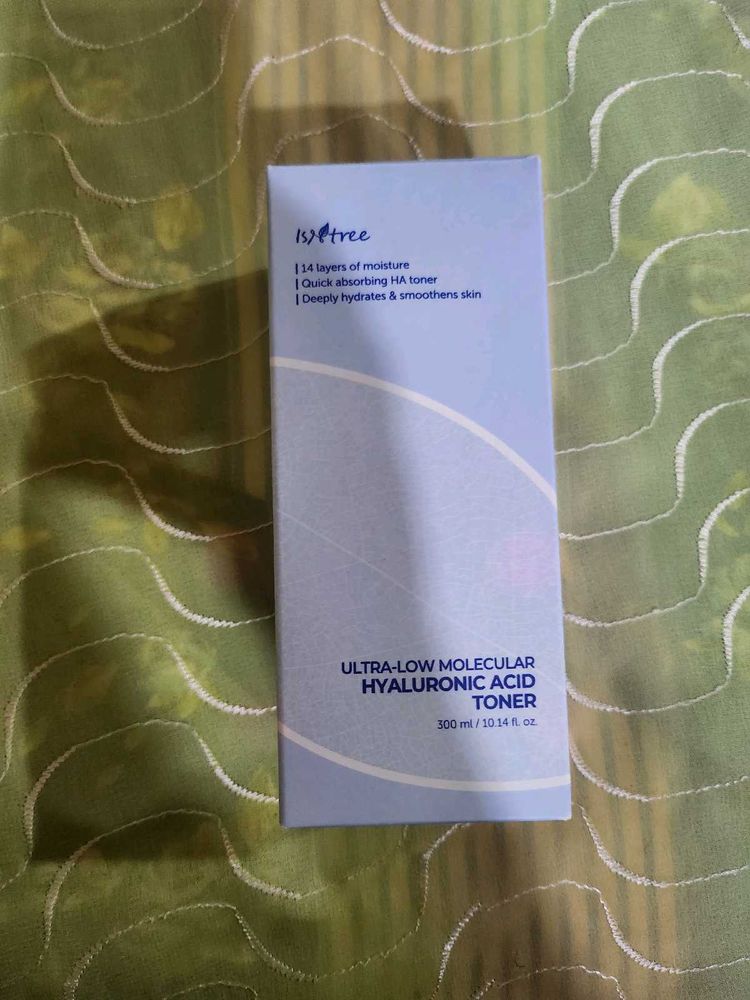 Isntree
| 14 layers of moisture
| Quick absorbing HA toner
| Deeply hydrates & smoothens skin
ULTRA-LOW MOLECULAR
HYALURONIC ACID
TONER
300 ml / 10.14 fl. oz.